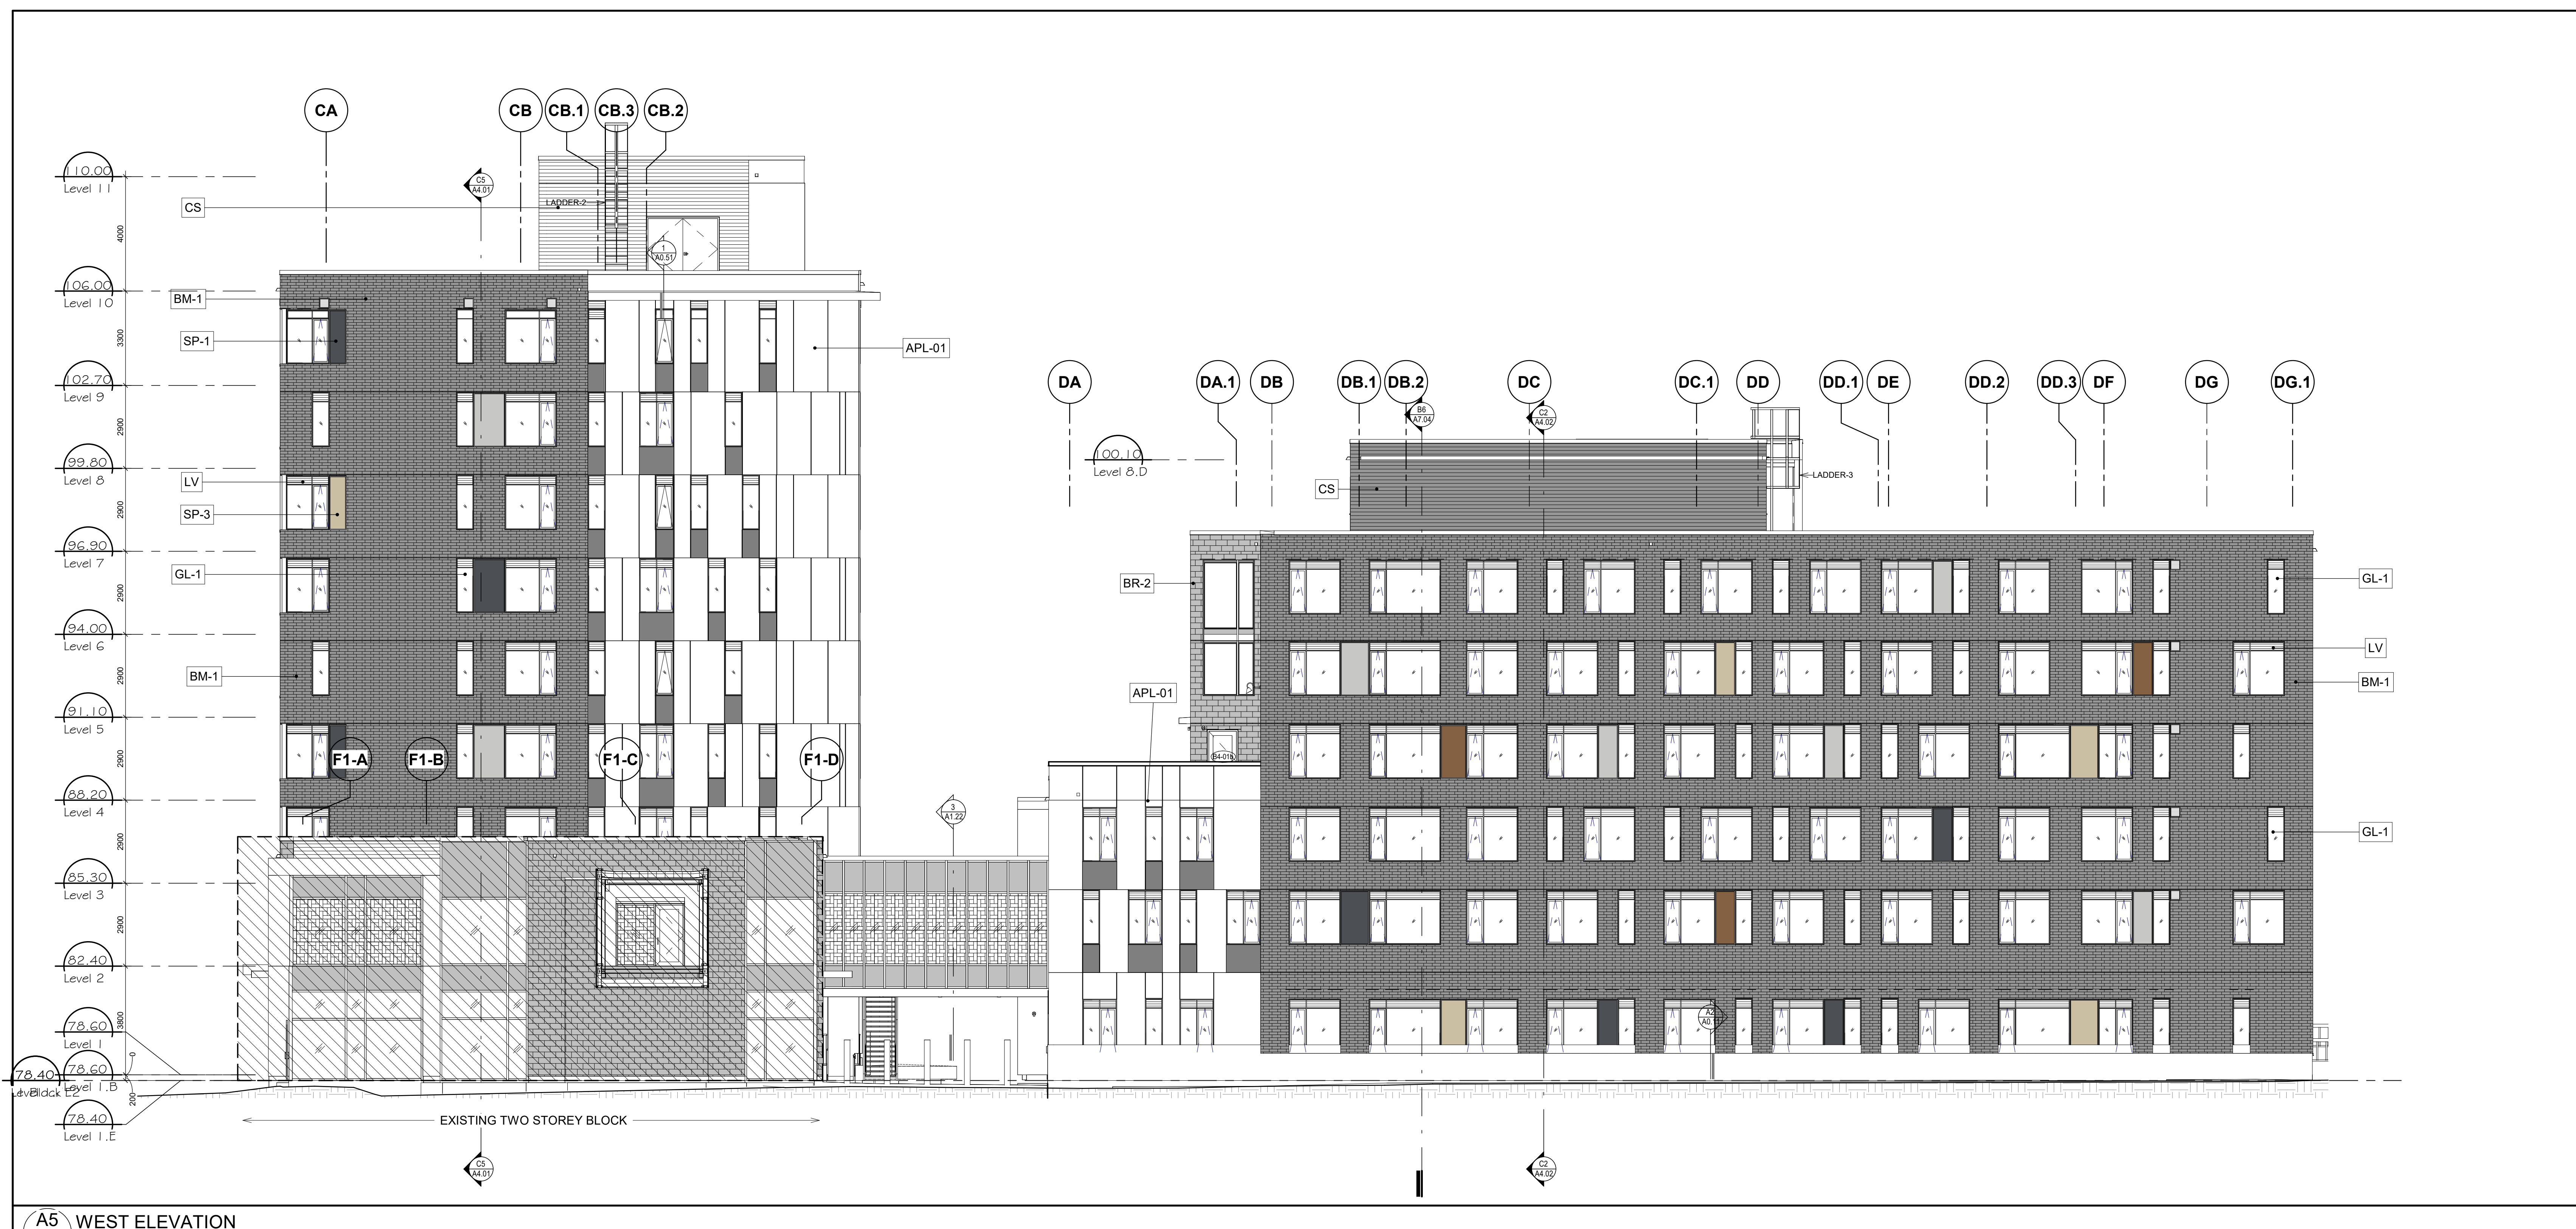 CA
CB
CB.1
CB.3
CB.2
110.00
Level 11
C5
A4.01
CS
LADDER-2
4000
1
A0.51
106.00
Level 10
BM-1
SP-1
3300
APL-01
102.70
Level 9
DA
DA.1
DB
DB.1
DB.2
DC
DC.1
DD
DD.1
DE
DD.2
DD.3
DF
DG
DG.1
B6
A7.04
C2
A4.02
2900
100.10
Level 8.D
99.80
Level 8
LV
CS
LADDER-3
SP-3
2900
96.90
Level 7
GL-1
BR-2
GL-1
2900
94.00
Level 6
LV
BM-1
2900
BM-1
APL-01
91.10
Level 5
F1-A
F1-B
F1-C
F1-D
B4-01b
2900
88.20
Level 4
3
A1.22
GL-1
2900
85.30
Level 3
2900
82.40
Level 2
3800
78.60
Level 1
A2
78.60
Level 1.B
0
78.40
200
78.40
Level 1.E
EXISTING TWO STOREY BLOCK
C5
A4.01
C2
A4.02
A5
WEST ELEVATION